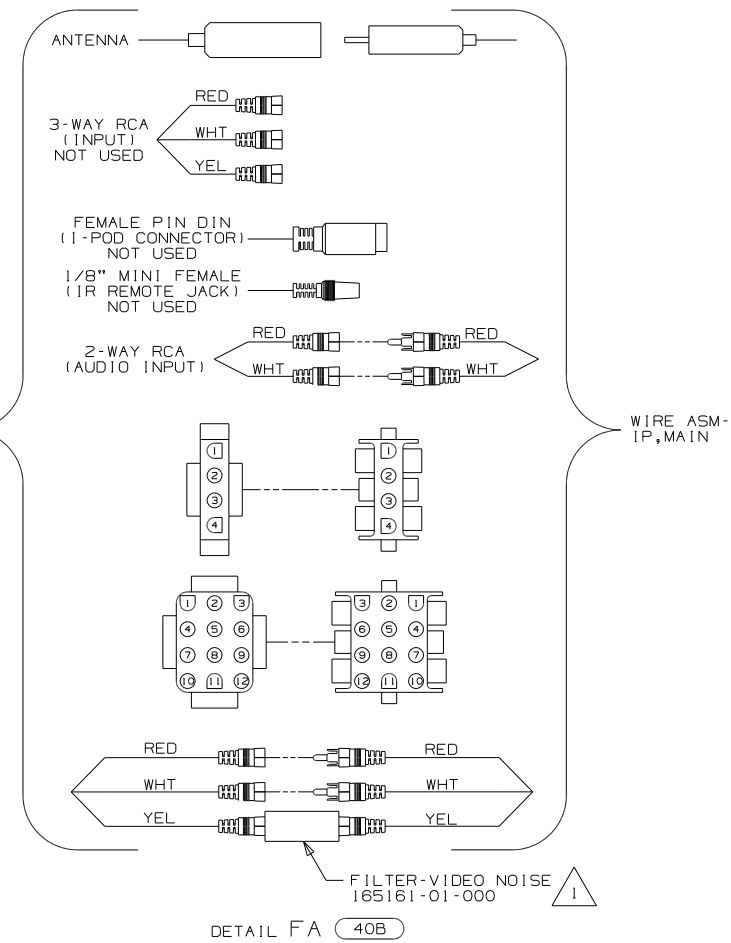 ANTENNA
RED
3-WAY RCA
(INPUT)
NOT USED
WHT
YEL
FEMALE PIN DIN
(I-POD CONNECTOR)
NOT USED
1/8" MINI FEMALE
(IR REMOTE JACK)
NOT USED
RED RED
2-WAY RCA
(AUDIO INPUT)
WHT WHT
WIRE ASM-
IP,MAIN
1 1
2 2
3 3
4 4
1 2 3 3 2 1
4 5 6 6 5 4
7 8 9 9 8 7
10 11 12 12 11 10
RED RED
WHT WHT
YEL YEL
FILTER-VIDEO NOISE
165161-01-000
1
DETAIL FA 40B